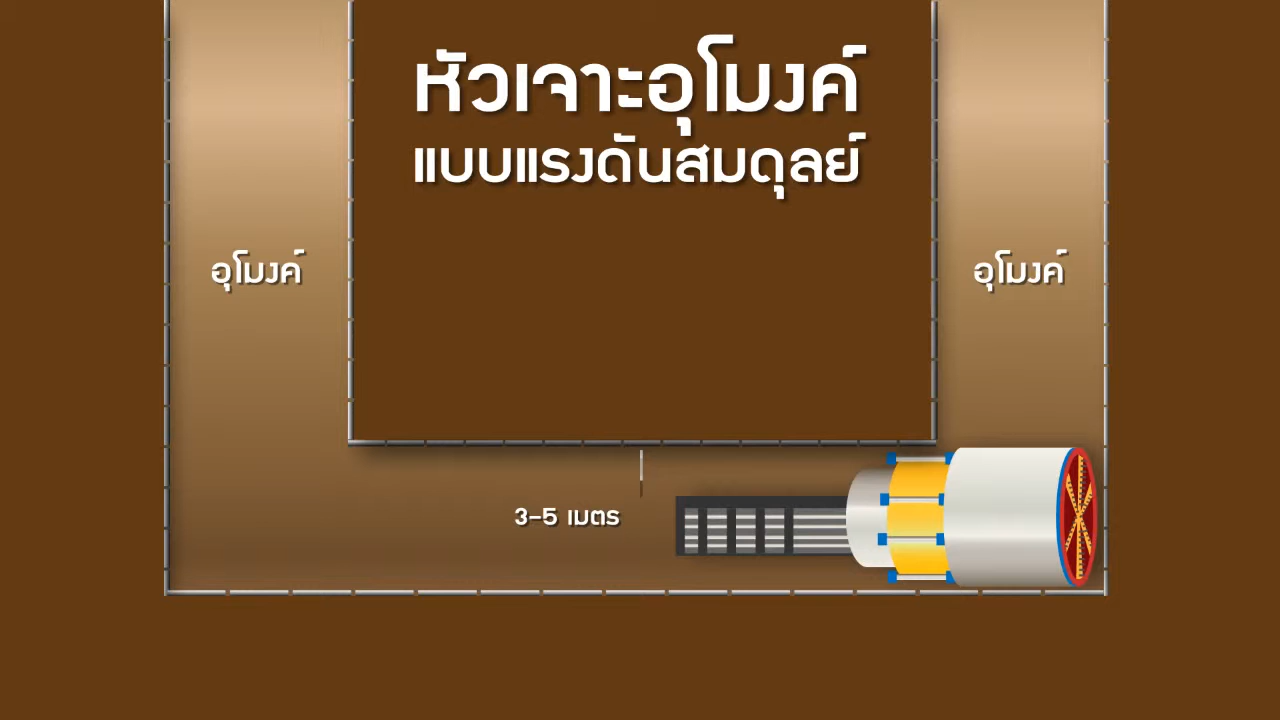 หัวเจาะอุโมงค์
แบบแรงดันสมดุลย์
อุโมงค์
อุโมงค์
3-5 เมตร